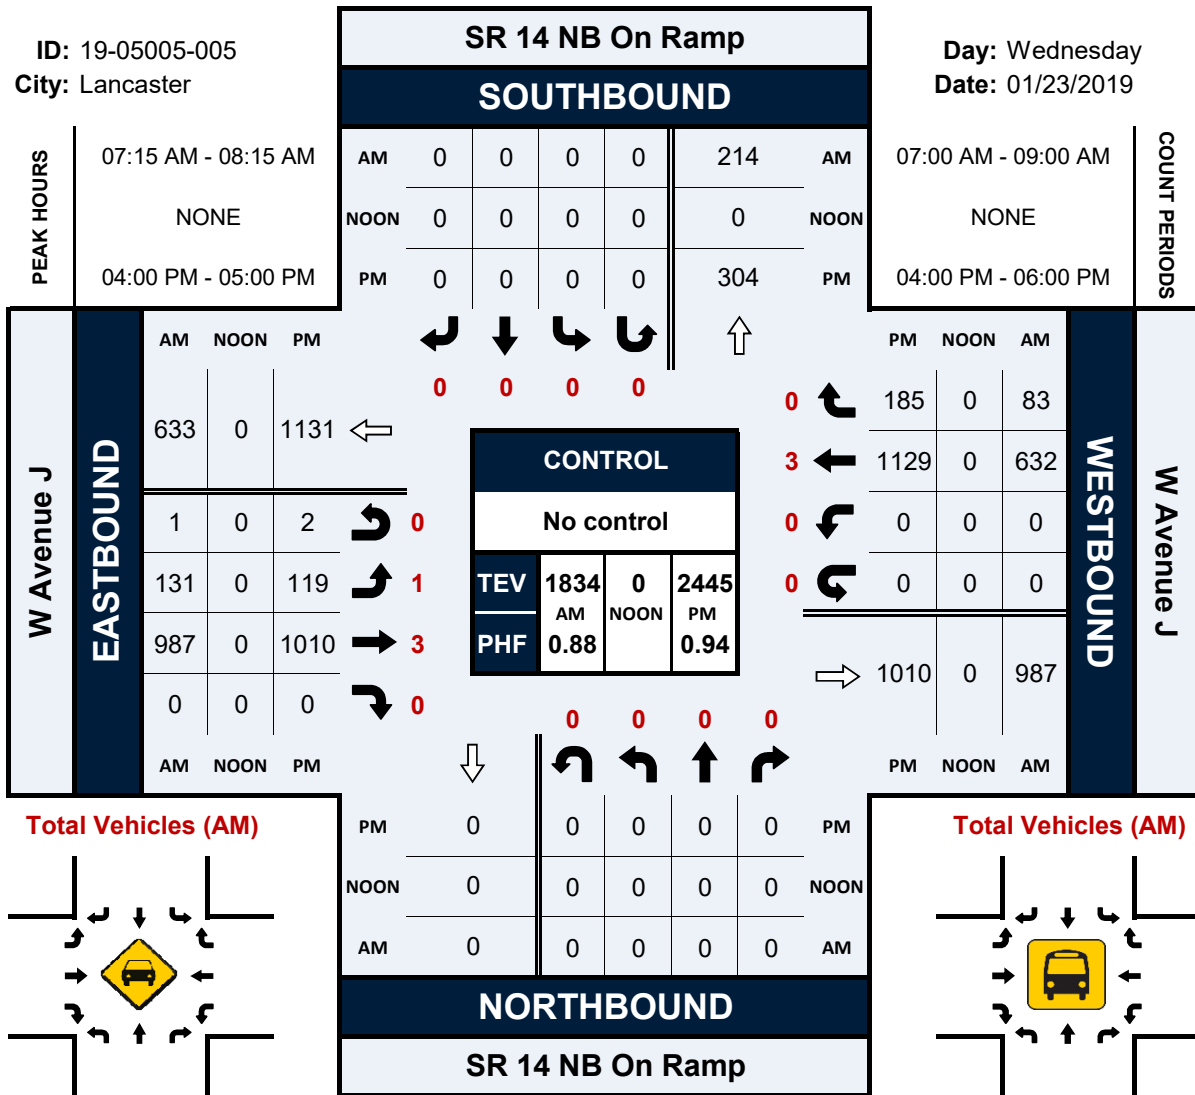 SR 14 NB On Ramp
ID: 19-05005-005
City: Lancaster
Day: Wednesday
Date: 01/23/2019
SOUTHBOUND
PEAK HOURS
07:15 AM - 08:15 AM
NONE
04:00 PM - 05:00 PM
AM 0 0 0 0 214 AM
NOON 0 0 0 0 0 NOON
PM 0 0 0 0 304 PM
07:00 AM - 09:00 AM
NONE
04:00 PM - 06:00 PM
COUNT PERIODS
0 0 0 0
W Avenue J
EASTBOUND
AM NOON PM
633 0 1131
1 0 2 0
131 0 119 1
987 0 1010 3
0 0 0 0
AM NOON PM
CONTROL
No control
TEV 1834 0 2445
AM NOON PM
PHF 0.88 0.94
PM NOON AM
0 185 0 83
3 1129 0 632
0 0 0 0
0 0 0 0
1010 0 987
PM NOON AM
WESTBOUND
W Avenue J
0 0 0 0
PM 0 0 0 0 0 PM
NOON 0 0 0 0 0 NOON
AM 0 0 0 0 0 AM
NORTHBOUND
SR 14 NB On Ramp
Total Vehicles (AM)
Total Vehicles (AM)